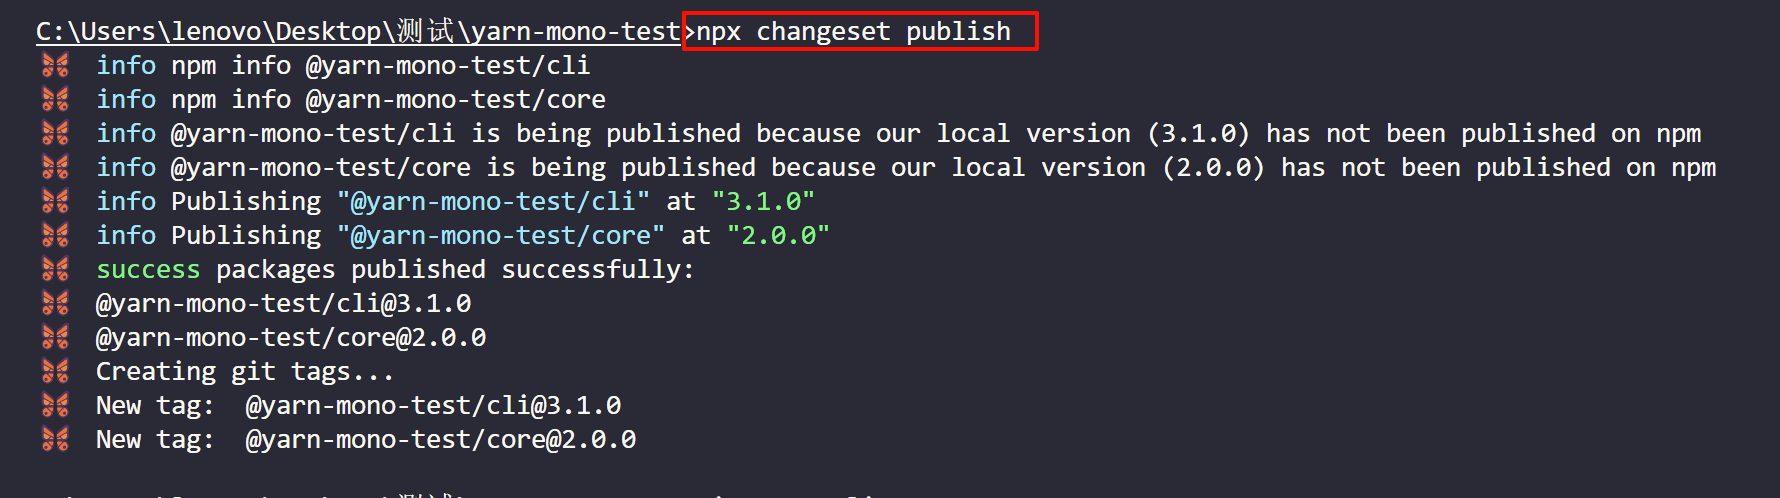 C:\Users\lenovo\Desktop\测试\yarn-mono-test>npx changeset publish
info npm info @yarn-mono-test/cli
info npm info @yarn-mono-test/core
info @yarn-mono-test/cli is being published because our local version (3.1.0) has not been published on npm
info @yarn-mono-test/core is being published because our local version (2.0.0) has not been published on npm
info Publishing "@yarn-mono-test/cli" at "3.1.0"
info Publishing "@yarn-mono-test/core" at "2.0.0"
success packages published successfully:
@yarn-mono-test/cli@3.1.0
@yarn-mono-test/core@2.0.0
Creating git tags...
New tag:  @yarn-mono-test/cli@3.1.0
New tag:  @yarn-mono-test/core@2.0.0